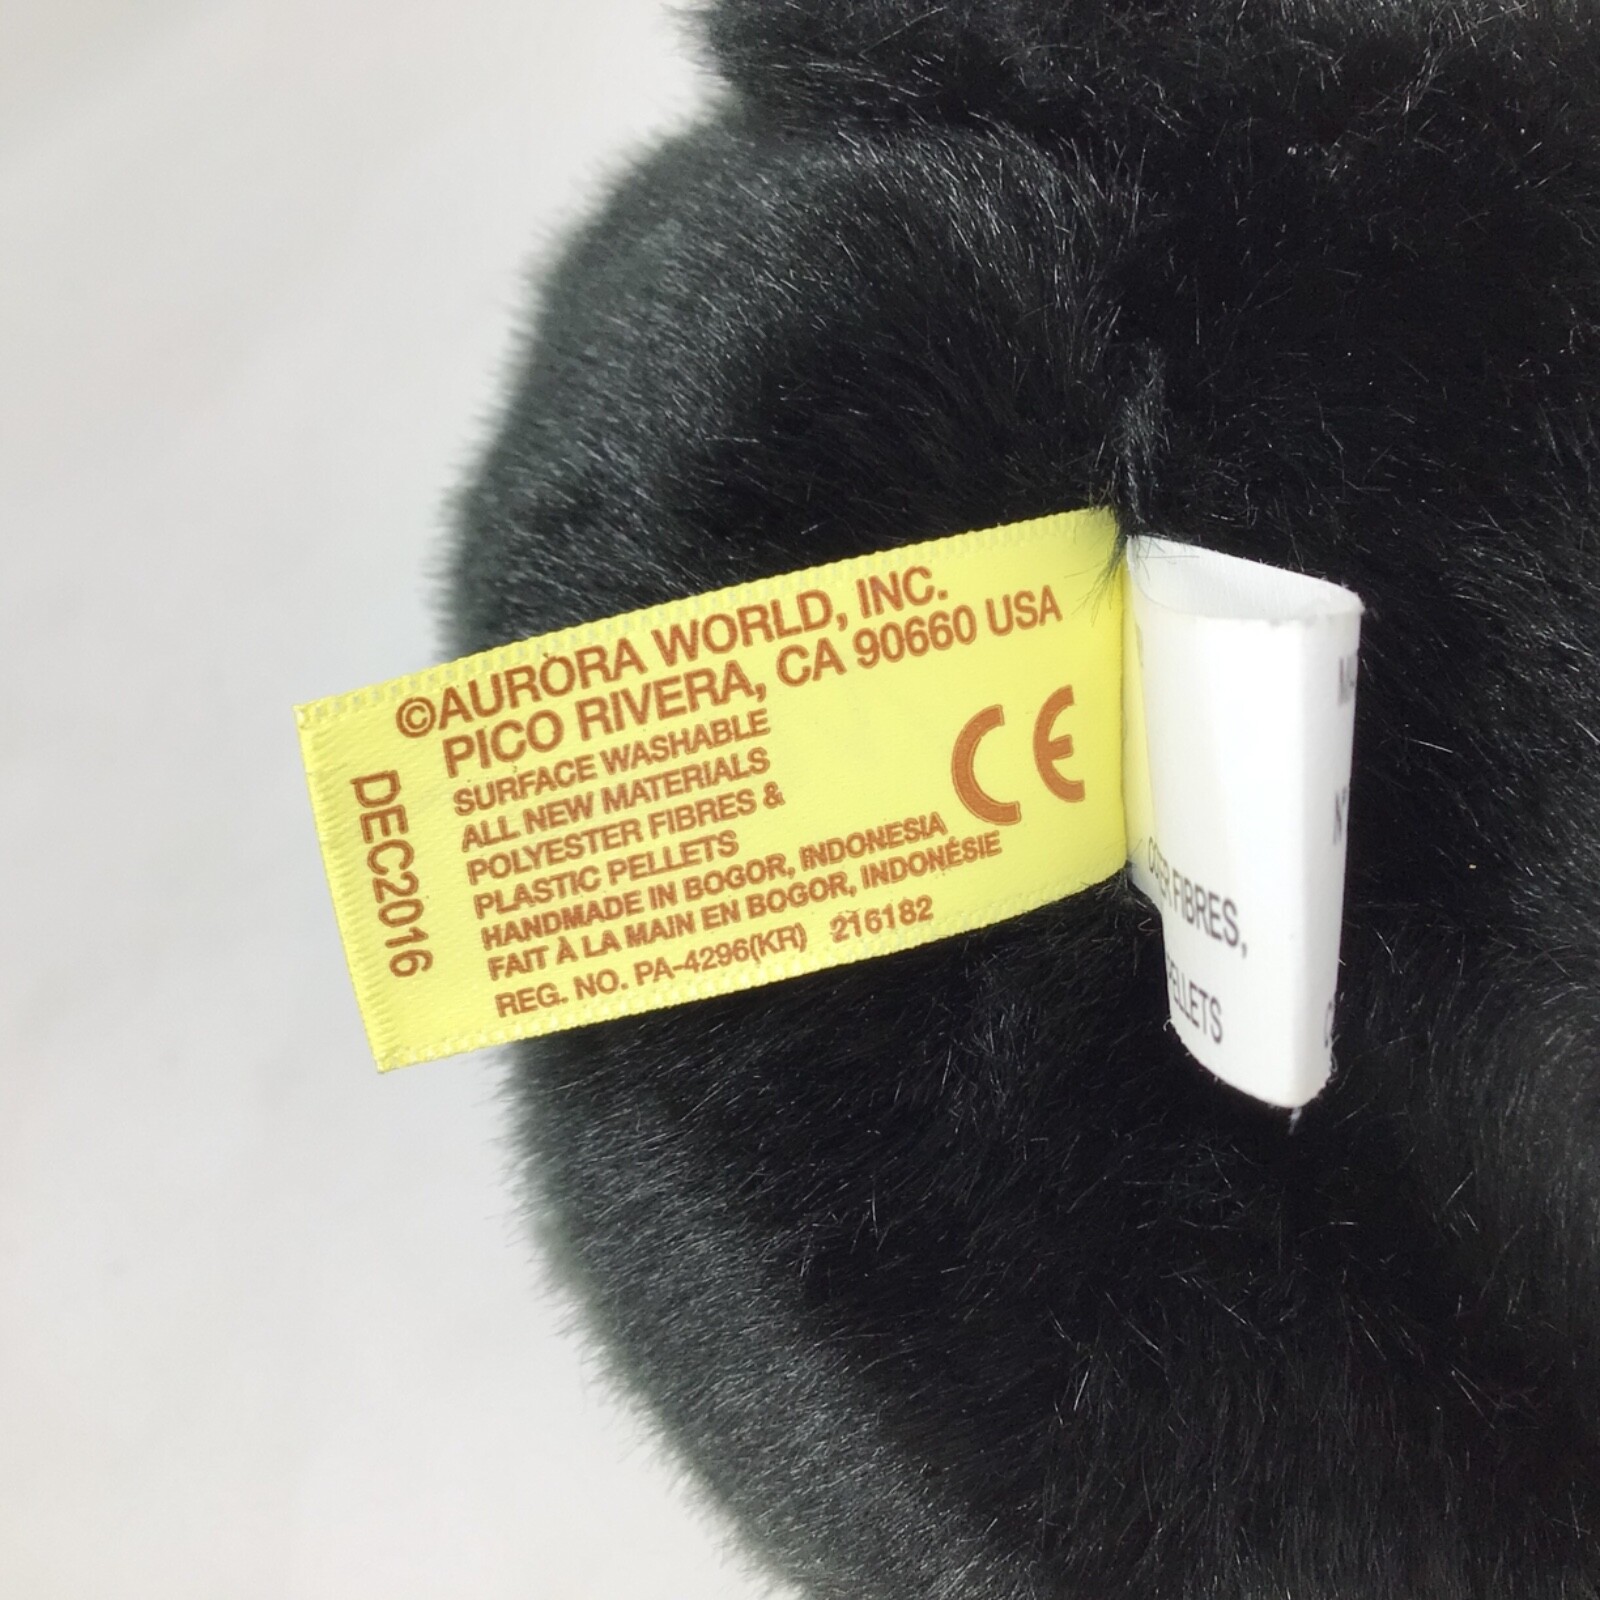 ©AURORA WORLD, INC.
PICO RIVERA, CA 90660 USA
SURFACE WASHABLE
ALL NEW MATERIALS
POLYESTER FIBRES &
PLASTIC PELLETS
HANDMADE IN BOGOR, INDONESIA
FAIT À LA MAIN EN BOGOR, INDONÉSIE
REG. NO. PA-4296(KR) 216182
CE
DEC2016
FIBRES,
PELLETS